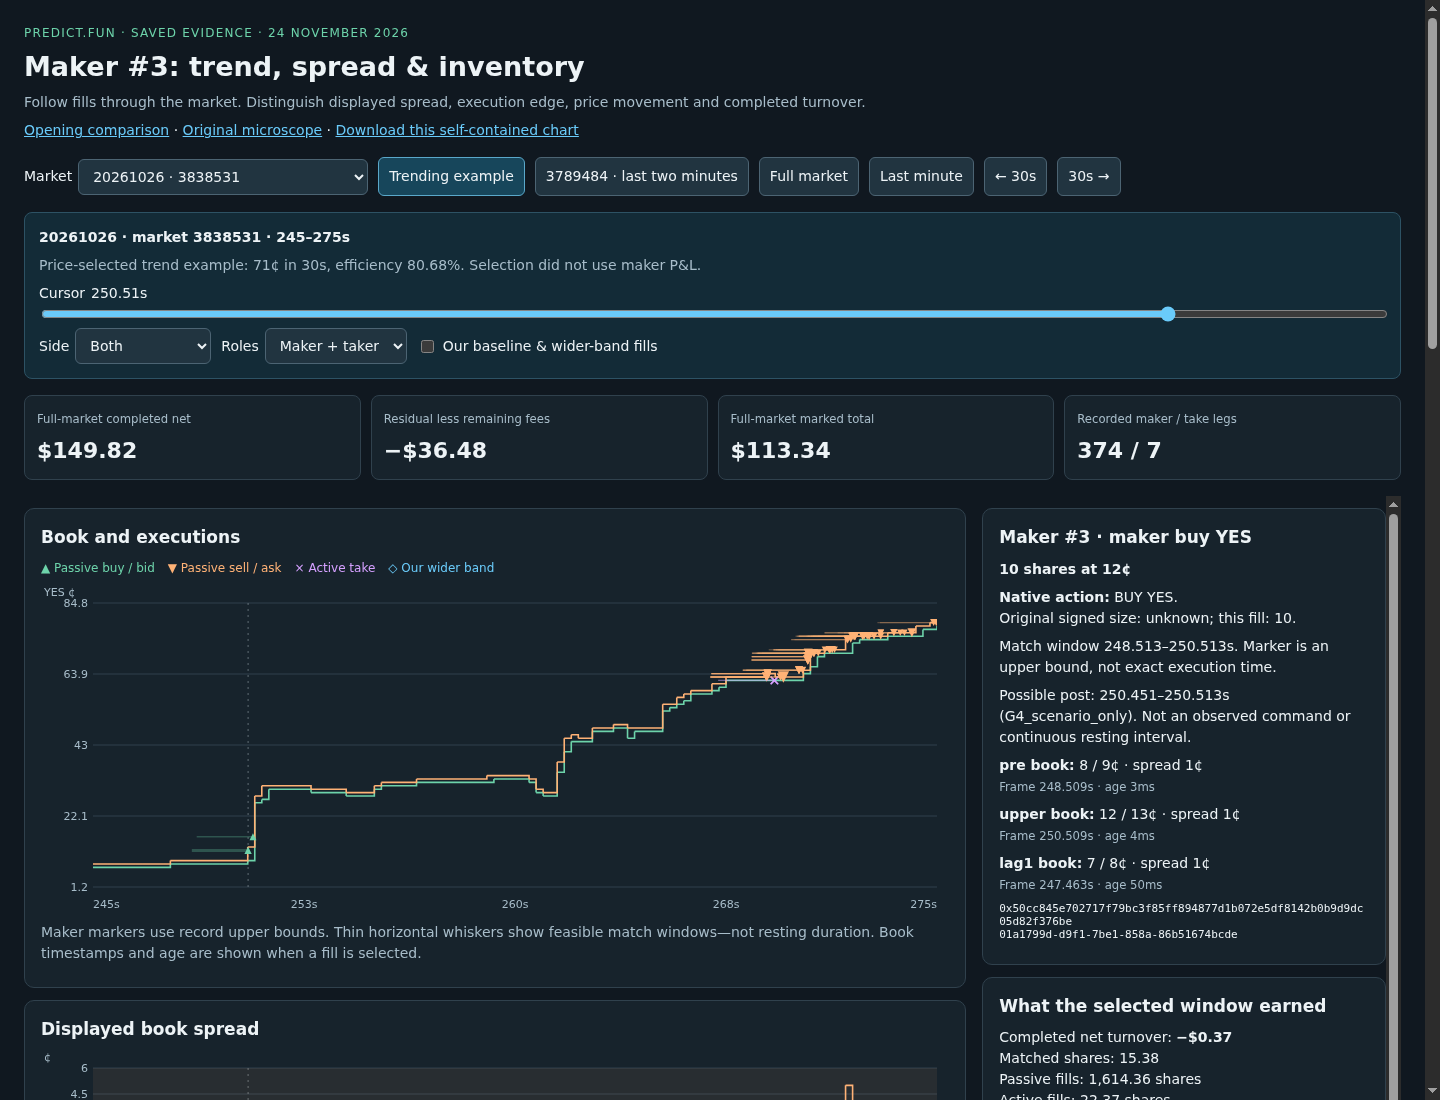 PREDICT.FUN · SAVED EVIDENCE · 24 NOVEMBER 2026
Maker #3: trend, spread & inventory
Follow fills through the market. Distinguish displayed spread, execution edge, price movement and completed turnover.
Opening comparison · Original microscope · Download this self-contained chart
Market 20261026 · 3838531 Trending example 3789484 · last two minutes Full market Last minute ← 30s 30s →
20261026 · market 3838531 · 245–275s
Price-selected trend example: 71¢ in 30s, efficiency 80.68%. Selection did not use maker P&L.
Cursor 250.51s
Side Both Roles Maker + taker Our baseline & wider-band fills
Full-market completed net
$149.82
Residual less remaining fees
−$36.48
Full-market marked total
$113.34
Recorded maker / take legs
374 / 7
Book and executions
▲ Passive buy / bid ▼ Passive sell / ask × Active take ◇ Our wider band
YES ¢
84.8
63.9
43
22.1
1.2
245s 253s 260s 268s 275s
Maker markers use record upper bounds. Thin horizontal whiskers show feasible match windows—not resting duration. Book
timestamps and age are shown when a fill is selected.
Displayed book spread
¢
6
4.5
Maker #3 · maker buy YES
10 shares at 12¢
Native action: BUY YES.
Original signed size: unknown; this fill: 10.
Match window 248.513–250.513s. Marker is an
upper bound, not exact execution time.
Possible post: 250.451–250.513s
(G4_scenario_only). Not an observed command or
continuous resting interval.
pre book: 8 / 9¢ · spread 1¢
Frame 248.509s · age 3ms
upper book: 12 / 13¢ · spread 1¢
Frame 250.509s · age 4ms
lag1 book: 7 / 8¢ · spread 1¢
Frame 247.463s · age 50ms
0x50cc845e702717f79bc3f85ff894877d1b072e5df8142b0b9d9dc
05d82f376be
01a1799d-d9f1-7be1-858a-86b51674bcde
What the selected window earned
Completed net turnover: −$0.37
Matched shares: 15.38
Passive fills: 1,614.36 shares
Active fills: 22.37 shares